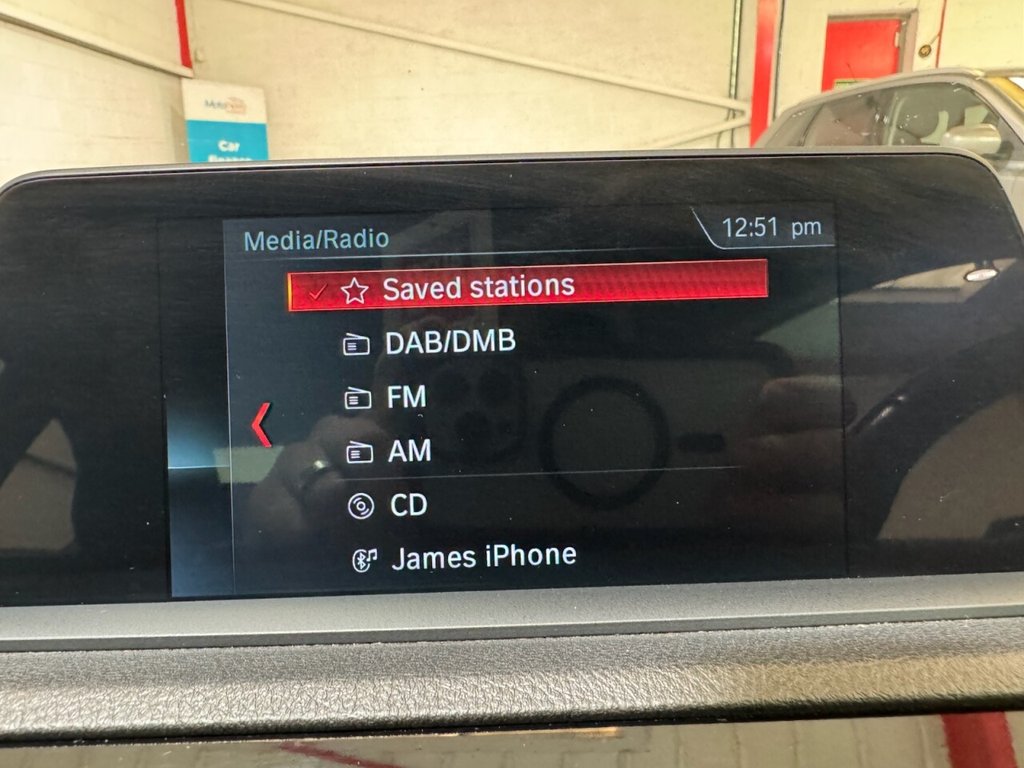 Car
Media/Radio
12:51 pm
Saved stations
DAB/DMB
FM
AM
CD
James iPhone